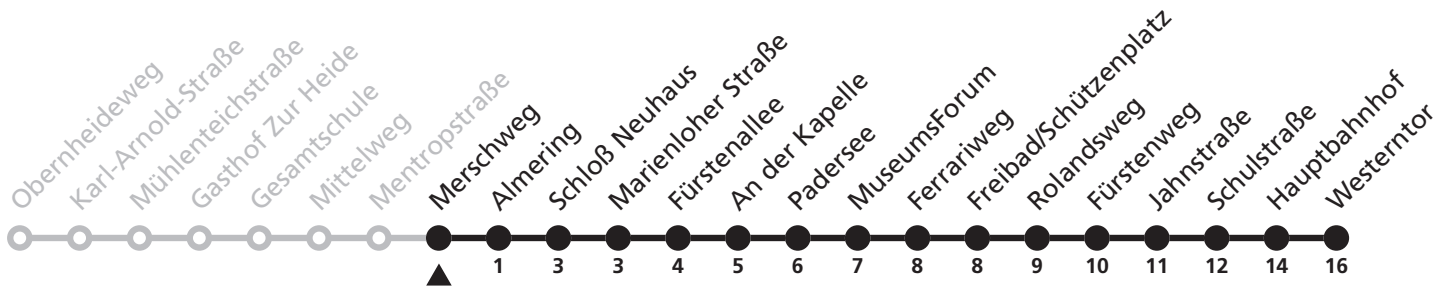 Obernheideweg
Karl-Arnold-Straße
Mühlenteichstraße
Gasthof Zur Heide
Gesamtschule
Mittelweg
Mentropstraße
Merschweg
Almering
Schloß Neuhaus
Marienloher Straße
Fürstenallee
An der Kapelle
Padersee
MuseumsForum
Ferrariweg
Freibad/Schützenplatz
Rolandsweg
Fürstenweg
Jahnstraße
Schulstraße
Hauptbahnhof
Westerntor
1 3 3 4 5 6 7 8 8 9 10 11 12 14 16